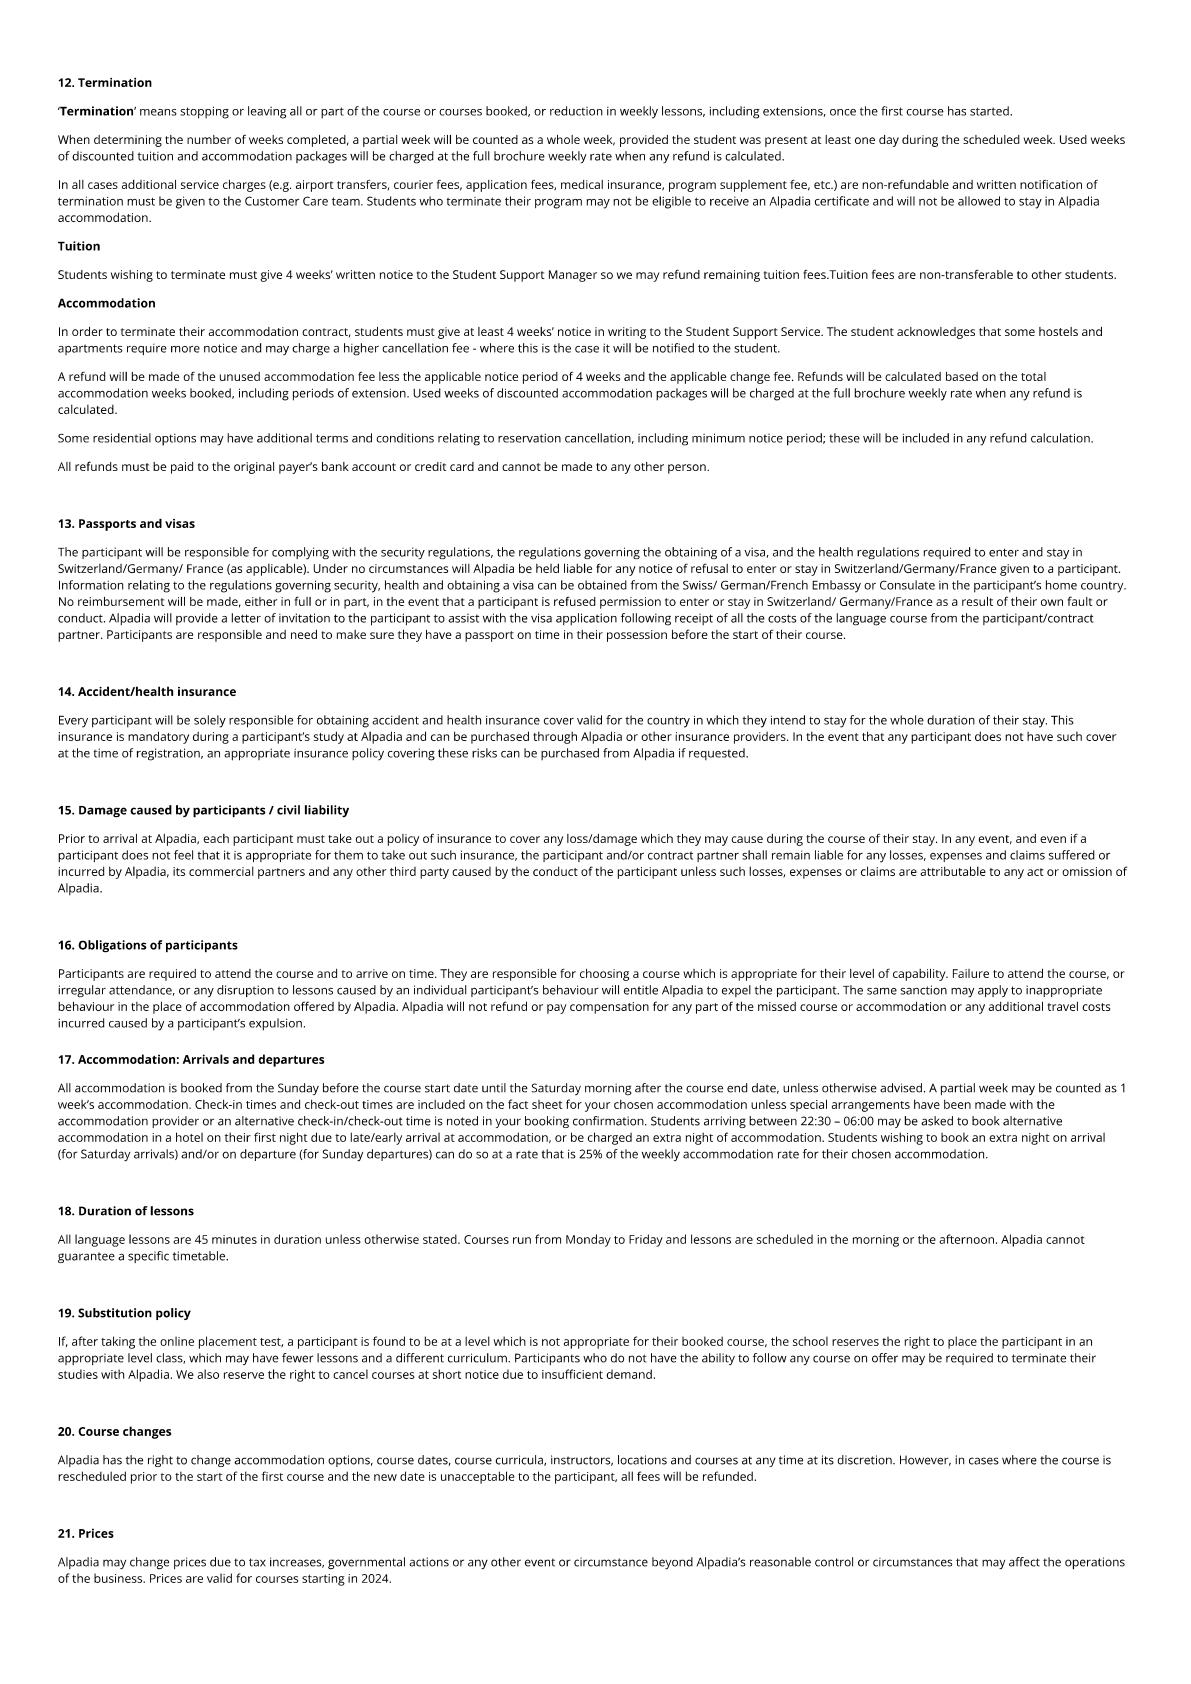 12. Termination
‘Termination’ means stopping or leaving all or part of the course or courses booked, or reduction in weekly lessons, including extensions, once the first course has started.
When determining the number of weeks completed, a partial week will be counted as a whole week, provided the student was present at least one day during the scheduled week. Used weeks
of discounted tuition and accommodation packages will be charged at the full brochure weekly rate when any refund is calculated.
In all cases additional service charges (e.g. airport transfers, courier fees, application fees, medical insurance, program supplement fee, etc.) are non-refundable and written notification of
termination must be given to the Customer Care team. Students who terminate their program may not be eligible to receive an Alpadia certificate and will not be allowed to stay in Alpadia
accommodation.
Tuition
Students wishing to terminate must give 4 weeks’ written notice to the Student Support Manager so we may refund remaining tuition fees.Tuition fees are non-transferable to other students.
Accommodation
In order to terminate their accommodation contract, students must give at least 4 weeks’ notice in writing to the Student Support Service. The student acknowledges that some hostels and
apartments require more notice and may charge a higher cancellation fee - where this is the case it will be notified to the student.
A refund will be made of the unused accommodation fee less the applicable notice period of 4 weeks and the applicable change fee. Refunds will be calculated based on the total
accommodation weeks booked, including periods of extension. Used weeks of discounted accommodation packages will be charged at the full brochure weekly rate when any refund is
calculated.
Some residential options may have additional terms and conditions relating to reservation cancellation, including minimum notice period; these will be included in any refund calculation.
All refunds must be paid to the original payer’s bank account or credit card and cannot be made to any other person.
13. Passports and visas
The participant will be responsible for complying with the security regulations, the regulations governing the obtaining of a visa, and the health regulations required to enter and stay in
Switzerland/Germany/ France (as applicable). Under no circumstances will Alpadia be held liable for any notice of refusal to enter or stay in Switzerland/Germany/France given to a participant.
Information relating to the regulations governing security, health and obtaining a visa can be obtained from the Swiss/ German/French Embassy or Consulate in the participant’s home country.
No reimbursement will be made, either in full or in part, in the event that a participant is refused permission to enter or stay in Switzerland/ Germany/France as a result of their own fault or
conduct. Alpadia will provide a letter of invitation to the participant to assist with the visa application following receipt of all the costs of the language course from the participant/contract
partner. Participants are responsible and need to make sure they have a passport on time in their possession before the start of their course.
14. Accident/health insurance
Every participant will be solely responsible for obtaining accident and health insurance cover valid for the country in which they intend to stay for the whole duration of their stay. This
insurance is mandatory during a participant’s study at Alpadia and can be purchased through Alpadia or other insurance providers. In the event that any participant does not have such cover
at the time of registration, an appropriate insurance policy covering these risks can be purchased from Alpadia if requested.
15. Damage caused by participants / civil liability
Prior to arrival at Alpadia, each participant must take out a policy of insurance to cover any loss/damage which they may cause during the course of their stay. In any event, and even if a
participant does not feel that it is appropriate for them to take out such insurance, the participant and/or contract partner shall remain liable for any losses, expenses and claims suffered or
incurred by Alpadia, its commercial partners and any other third party caused by the conduct of the participant unless such losses, expenses or claims are attributable to any act or omission of
Alpadia.
16. Obligations of participants
Participants are required to attend the course and to arrive on time. They are responsible for choosing a course which is appropriate for their level of capability. Failure to attend the course, or
irregular attendance, or any disruption to lessons caused by an individual participant’s behaviour will entitle Alpadia to expel the participant. The same sanction may apply to inappropriate
behaviour in the place of accommodation offered by Alpadia. Alpadia will not refund or pay compensation for any part of the missed course or accommodation or any additional travel costs
incurred caused by a participant’s expulsion.
17. Accommodation: Arrivals and departures
All accommodation is booked from the Sunday before the course start date until the Saturday morning after the course end date, unless otherwise advised. A partial week may be counted as 1
week’s accommodation. Check-in times and check-out times are included on the fact sheet for your chosen accommodation unless special arrangements have been made with the
accommodation provider or an alternative check-in/check-out time is noted in your booking confirmation. Students arriving between 22:30 – 06:00 may be asked to book alternative
accommodation in a hotel on their first night due to late/early arrival at accommodation, or be charged an extra night of accommodation. Students wishing to book an extra night on arrival
(for Saturday arrivals) and/or on departure (for Sunday departures) can do so at a rate that is 25% of the weekly accommodation rate for their chosen accommodation.
18. Duration of lessons
All language lessons are 45 minutes in duration unless otherwise stated. Courses run from Monday to Friday and lessons are scheduled in the morning or the afternoon. Alpadia cannot
guarantee a specific timetable.
19. Substitution policy
If, after taking the online placement test, a participant is found to be at a level which is not appropriate for their booked course, the school reserves the right to place the participant in an
appropriate level class, which may have fewer lessons and a different curriculum. Participants who do not have the ability to follow any course on offer may be required to terminate their
studies with Alpadia. We also reserve the right to cancel courses at short notice due to insufficient demand.
20. Course changes
Alpadia has the right to change accommodation options, course dates, course curricula, instructors, locations and courses at any time at its discretion. However, in cases where the course is
rescheduled prior to the start of the first course and the new date is unacceptable to the participant, all fees will be refunded.
21. Prices
Alpadia may change prices due to tax increases, governmental actions or any other event or circumstance beyond Alpadia’s reasonable control or circumstances that may affect the operations
of the business. Prices are valid for courses starting in 2024.